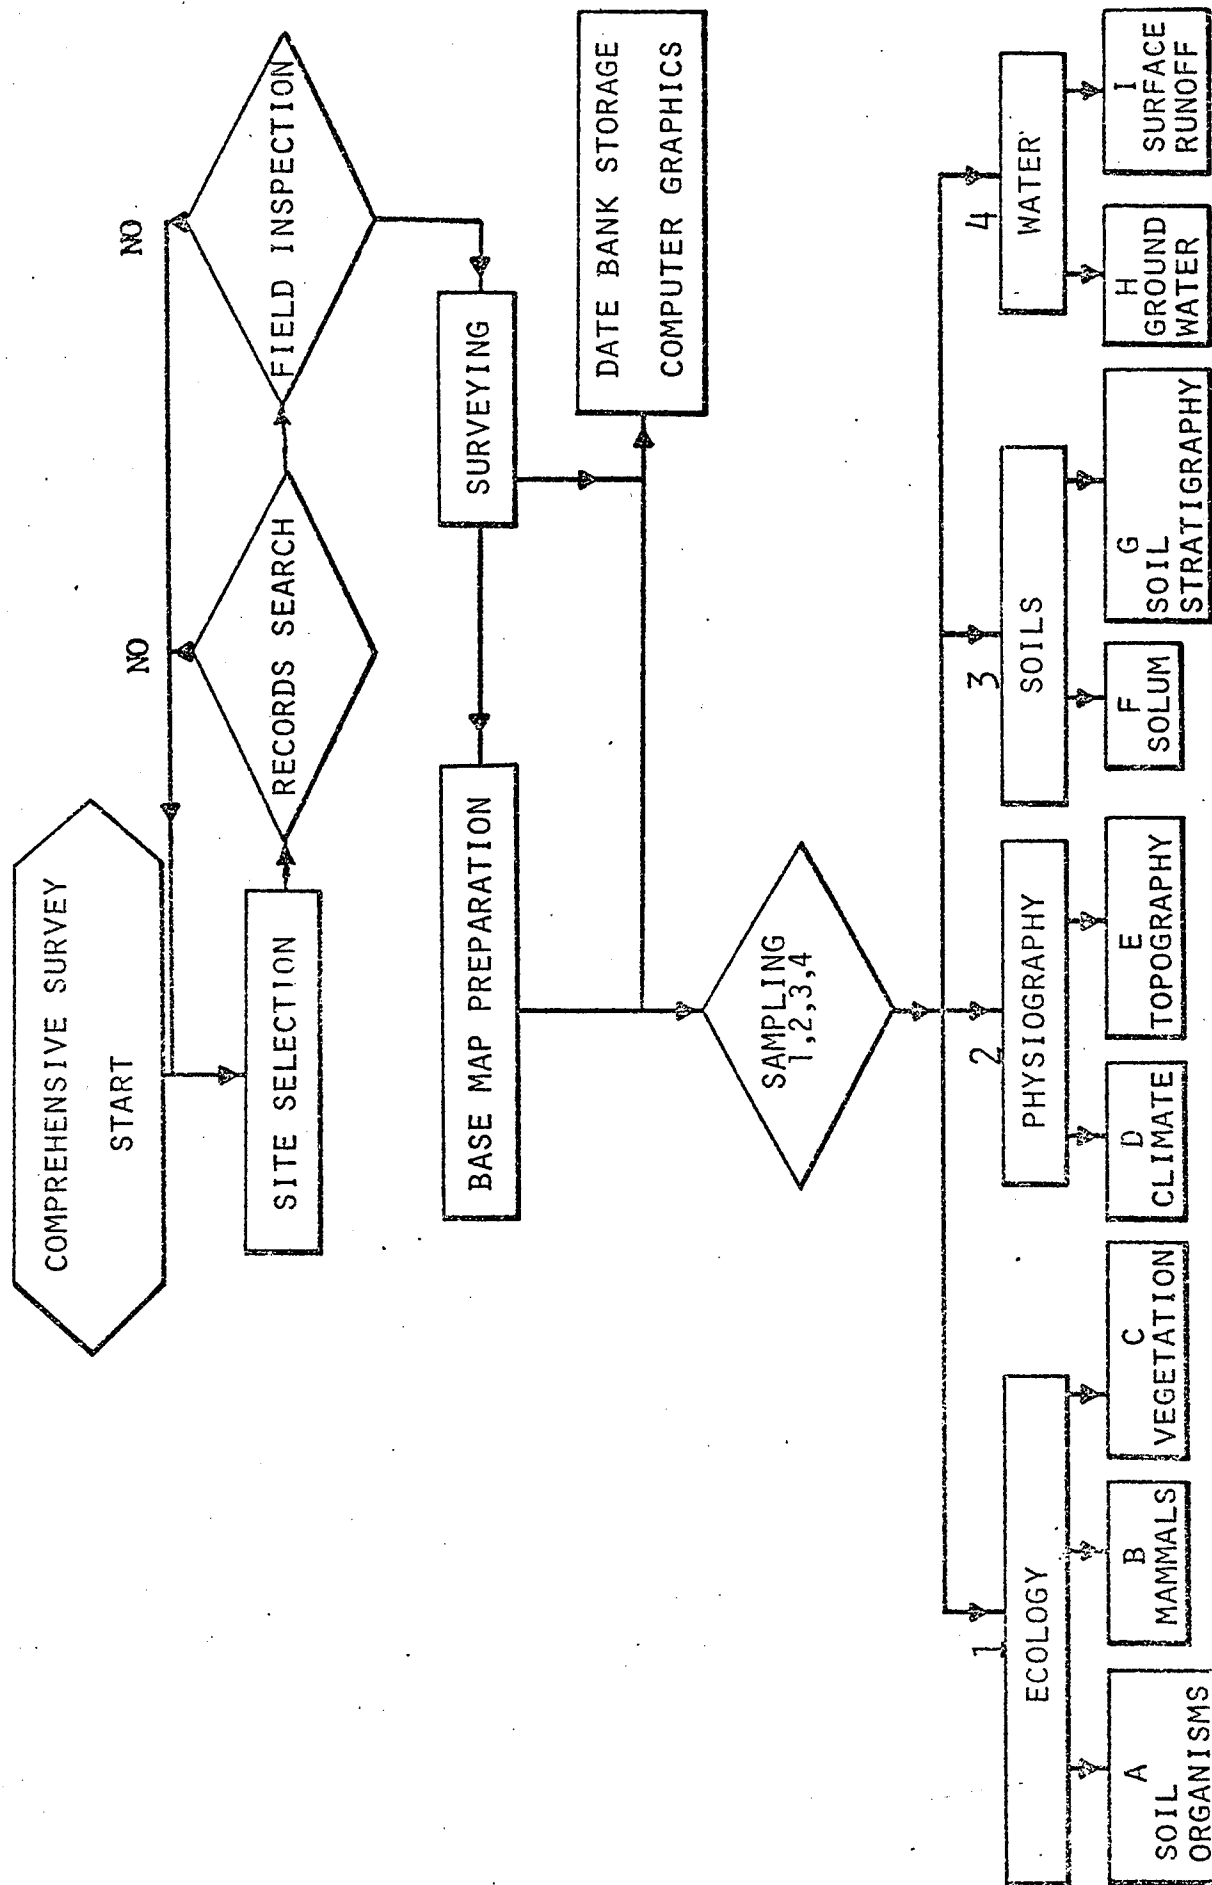 COMPREHENSIVE SURVEY
START
NO
NO
SITE SELECTION
RECORDS SEARCH
FIELD INSPECTION
BASE MAP PREPARATION
SURVEYING
DATE BANK STORAGE
COMPUTER GRAPHICS
SAMPLING
1,2,3,4
1
ECOLOGY
2
PHYSIOGRAPHY
3
SOILS
4
WATER
A
SOIL
ORGANISMS
B
MAMMALS
C
VEGETATION
D
CLIMATE
E
TOPOGRAPHY
F
SOLUM
G
SOIL
STRATIGRAPHY
H
GROUND
WATER
I
SURFACE
RUNOFF